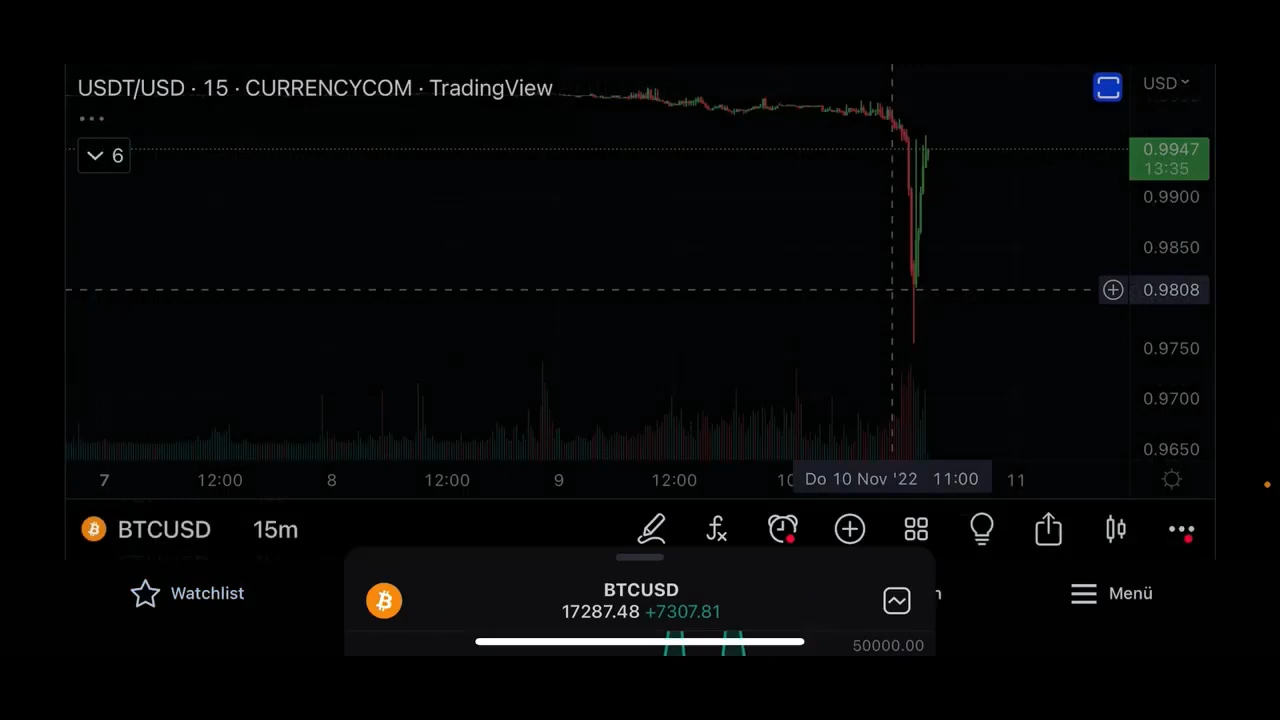 USDT/USD · 15 · CURRENCYCOM · TradingView
USD
0.9947
13:35
6
0.9900
0.9850
0.9808
0.9750
0.9700
0.9650
7 12:00 8 12:00 9 12:00 10 Do 10 Nov '22 11:00 11
BTCUSD 15m
Watchlist
BTCUSD
17287.48 +7307.81
Menü
50000.00